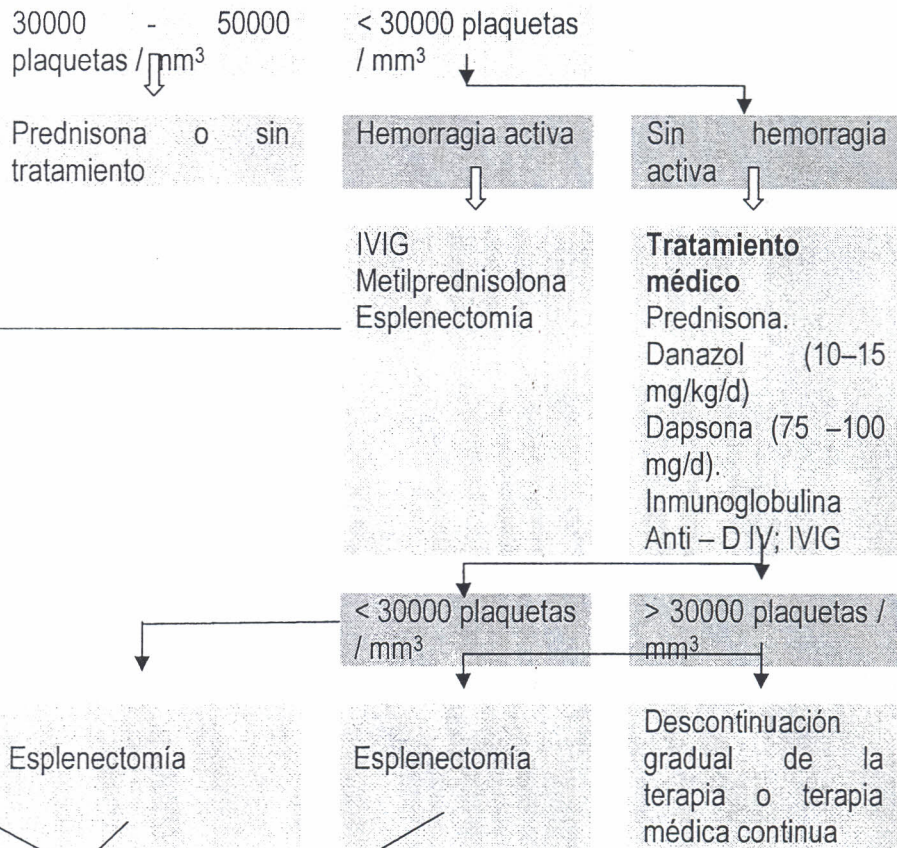 30000 - 50000
plaquetas / mm³
< 30000 plaquetas
/ mm³
Prednisona o sin
tratamiento
Hemorragia activa
Sin hemorragia
activa
IVIG
Metilprednisolona
Esplenectomía
Tratamiento
médico
Prednisona.
Danazol (10–15
mg/kg/d)
Dapsona (75 –100
mg/d).
Inmunoglobulina
Anti – D IV; IVIG
< 30000 plaquetas
/ mm³
> 30000 plaquetas /
mm³
Esplenectomía
Esplenectomía
Descontinuación
gradual de la
terapia o terapia
médica continua